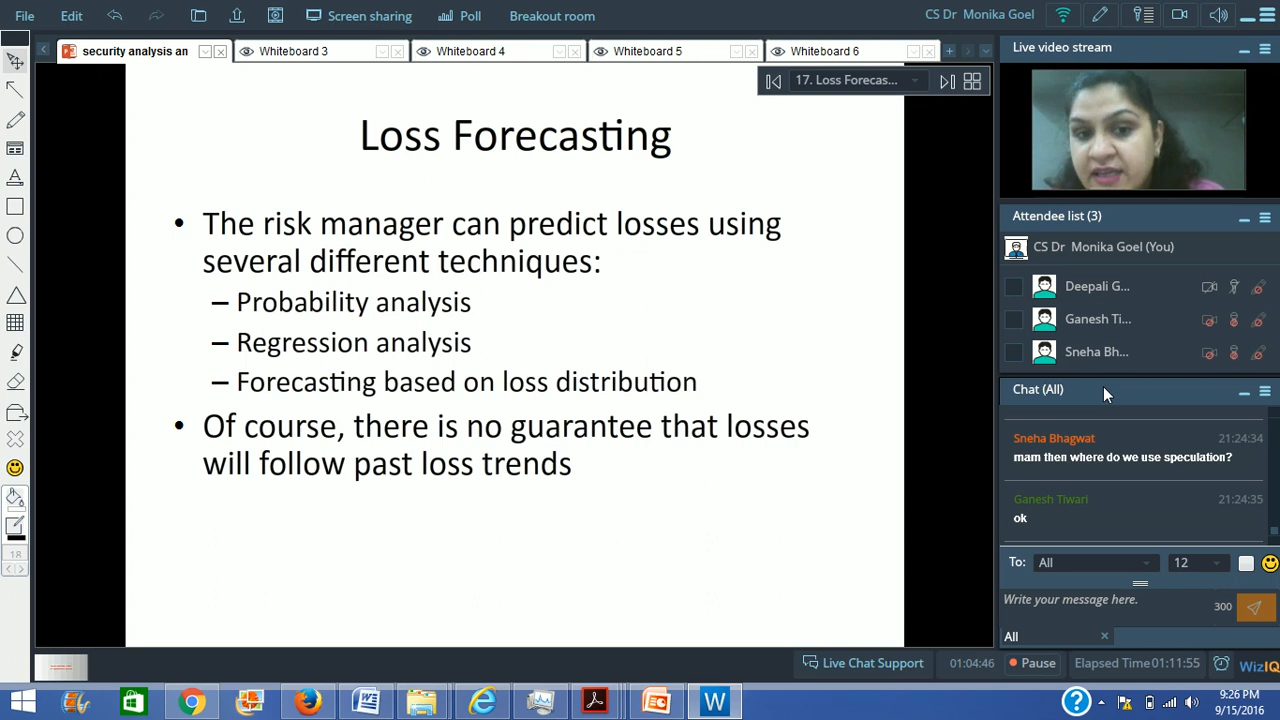 File Edit Screen sharing Poll Breakout room CS Dr Monika Goel
security analysis an Whiteboard 3 Whiteboard 4 Whiteboard 5 Whiteboard 6
17. Loss Forecas...
Loss Forecasting
• The risk manager can predict losses using
several different techniques:
– Probability analysis
– Regression analysis
– Forecasting based on loss distribution
• Of course, there is no guarantee that losses
will follow past loss trends
Live video stream
Attendee list (3)
CS Dr Monika Goel (You)
Deepali G...
Ganesh Ti...
Sneha Bh...
Chat (All)
Sneha Bhagwat 21:24:34
mam then where do we use speculation?
Ganesh Tiwari 21:24:35
ok
To: All 12
Write your message here.
300
All
1R
Live Chat Support 01:04:46 Pause Elapsed Time 01:11:55 WizIQ
9:26 PM
9/15/2016